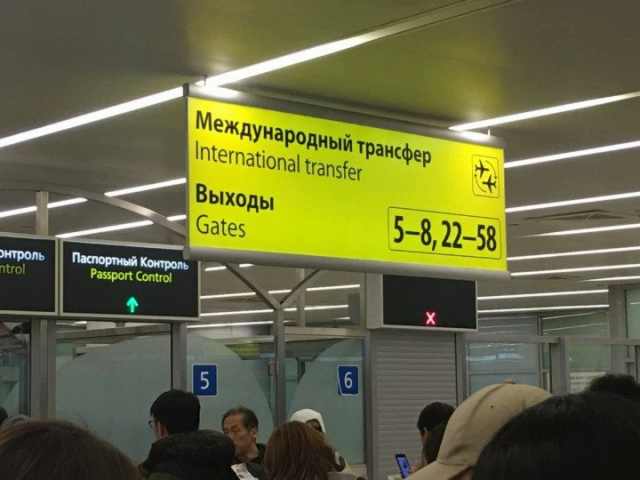 Международный трансфер
International transfer
Выходы
Gates
5–8, 22–58
Паспортный Контроль
Passport Control
5
6
X